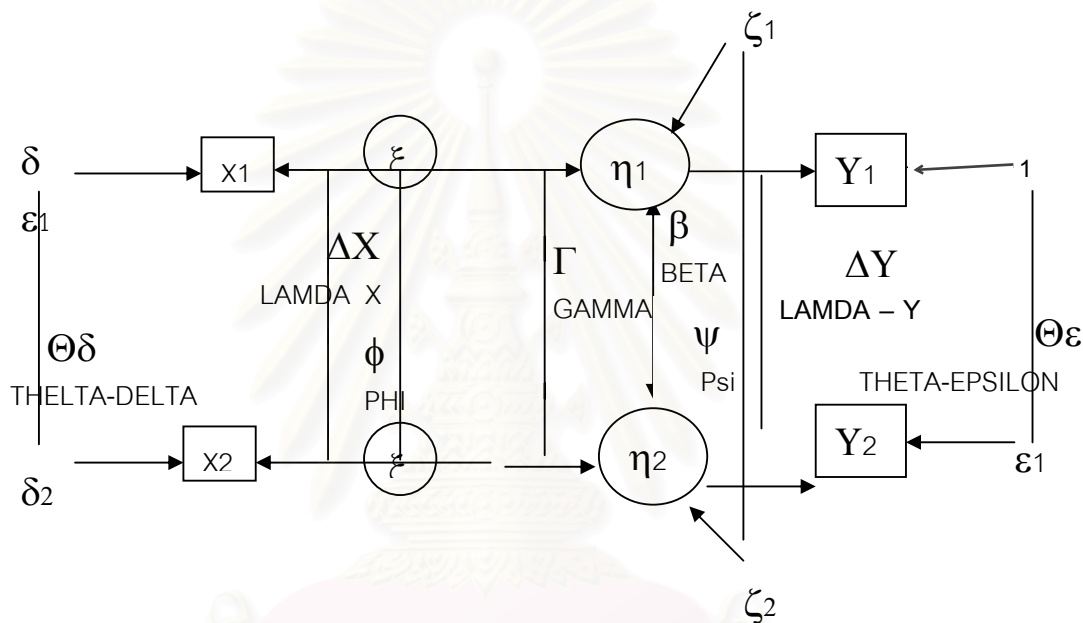 ζ1
δ
X1
ξ
η1
Y1
1
ε1
ΔX
Γ
β
ΔY
LAMDA X
GAMMA
BETA
LAMDA – Y
Θδ
ϕ
ψ
Θε
THELTA-DELTA
PHI
Psi
THETA-EPSILON
X2
ξ
η2
Y2
δ2
ε1
ζ2